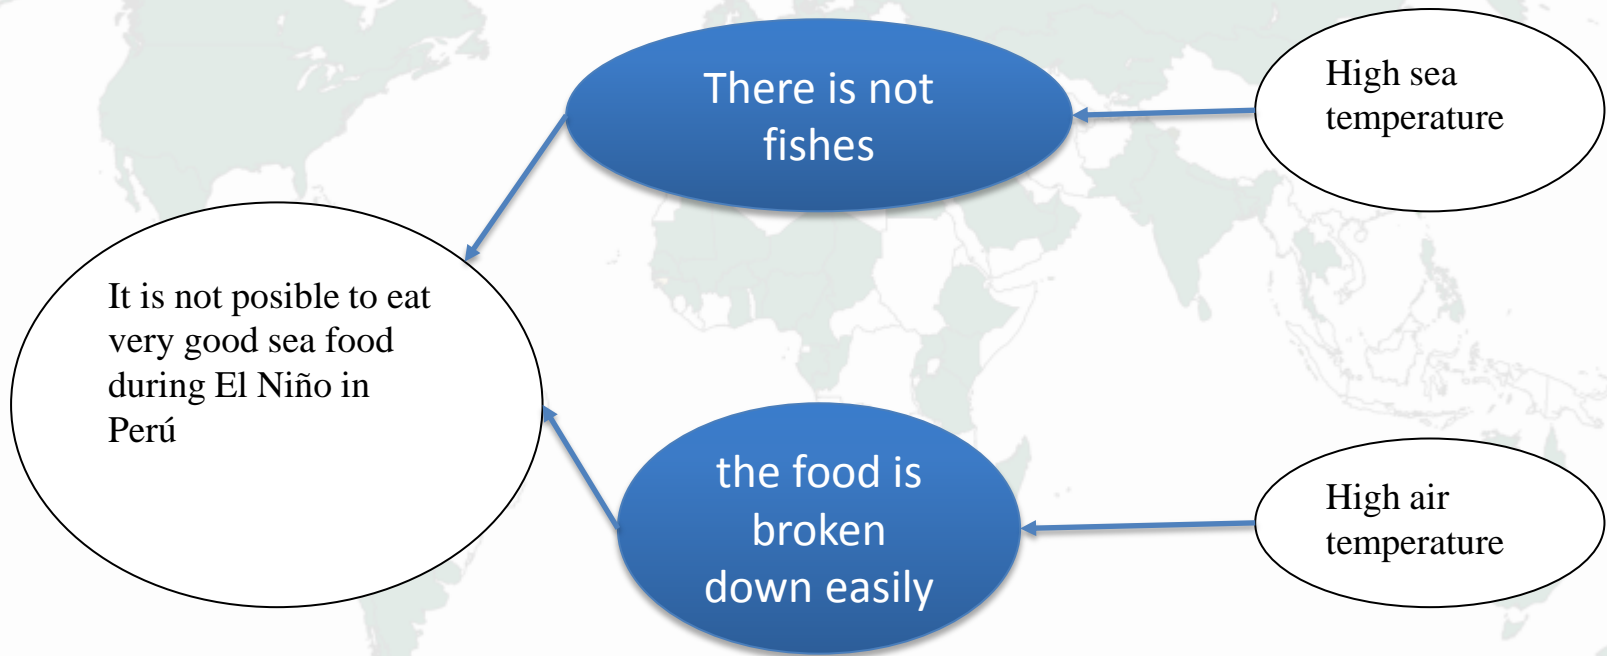 There is not
fishes
High sea
temperature
It is not posible to eat
very good sea food
during El Niño in
Perú
the food is
broken
down easily
High air
temperature